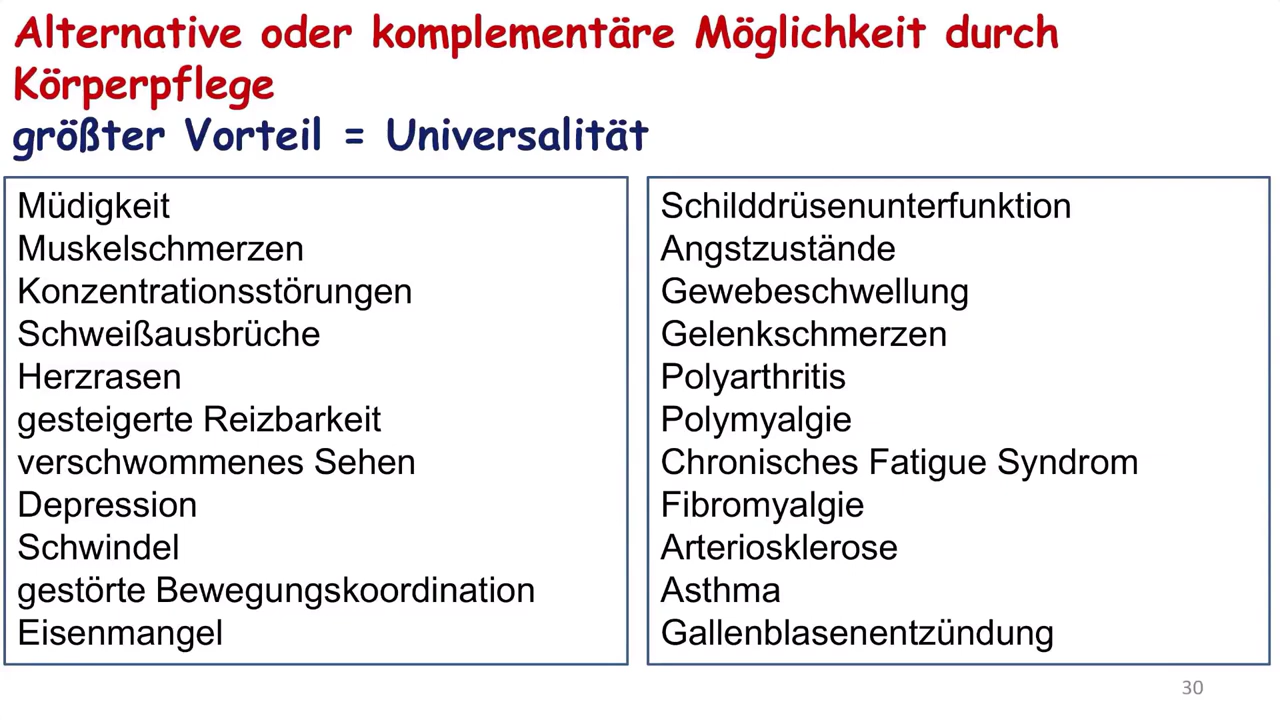 Alternative oder komplementäre Möglichkeit durch
Körperpflege
größter Vorteil = Universalität
Müdigkeit
Muskelschmerzen
Konzentrationsstörungen
Schweißausbrüche
Herzrasen
gesteigerte Reizbarkeit
verschwommenes Sehen
Depression
Schwindel
gestörte Bewegungskoordination
Eisenmangel
Schilddrüsenunterfunktion
Angstzustände
Gewebeschwellung
Gelenkschmerzen
Polyarthritis
Polymyalgie
Chronisches Fatigue Syndrom
Fibromyalgie
Arteriosklerose
Asthma
Gallenblasenentzündung
30